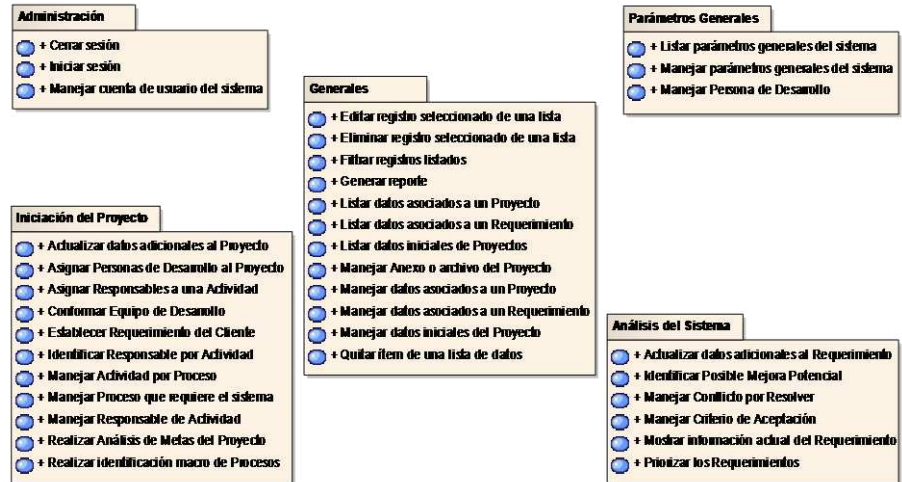 Administración
+ Cerrar sesión
+ Iniciar sesión
+ Manejar cuenta de usuario del sistema
Parámetros Generales
+ Listar parámetros generales del sistema
+ Manejar parámetros generales del sistema
+ Manejar Persona de Desarrollo
Generales
+ Editar registro seleccionado de una lista
+ Eliminar registro seleccionado de una lista
+ Filtrar registros listados
+ Generar reporte
+ Listar datos asociados a un Proyecto
+ Listar datos asociados a un Requerimiento
+ Listar datos iniciales de Proyectos
+ Manejar Anexo o archivo del Proyecto
+ Manejar datos asociados a un Proyecto
+ Manejar datos asociados a un Requerimiento
+ Manejar datos iniciales del Proyecto
+ Quitar ítem de una lista de datos
Iniciación del Proyecto
+ Actualizar datos adicionales al Proyecto
+ Asignar Personas de Desarrollo al Proyecto
+ Asignar Responsables a una Actividad
+ Conformar Equipo de Desarrollo
+ Establecer Requerimiento del Cliente
+ Identificar Responsable por Actividad
+ Manejar Actividad por Proceso
+ Manejar Proceso que requiere el sistema
+ Manejar Responsable de Actividad
+ Realizar Análisis de Metas del Proyecto
+ Realizar identificación macro de Procesos
Análisis del Sistema
+ Actualizar datos adicionales al Requerimiento
+ Identificar Posible Mejora Potencial
+ Manejar Conflicto por Resolver
+ Manejar Criterio de Aceptación
+ Mostrar información actual del Requerimiento
+ Priorizar los Requerimientos